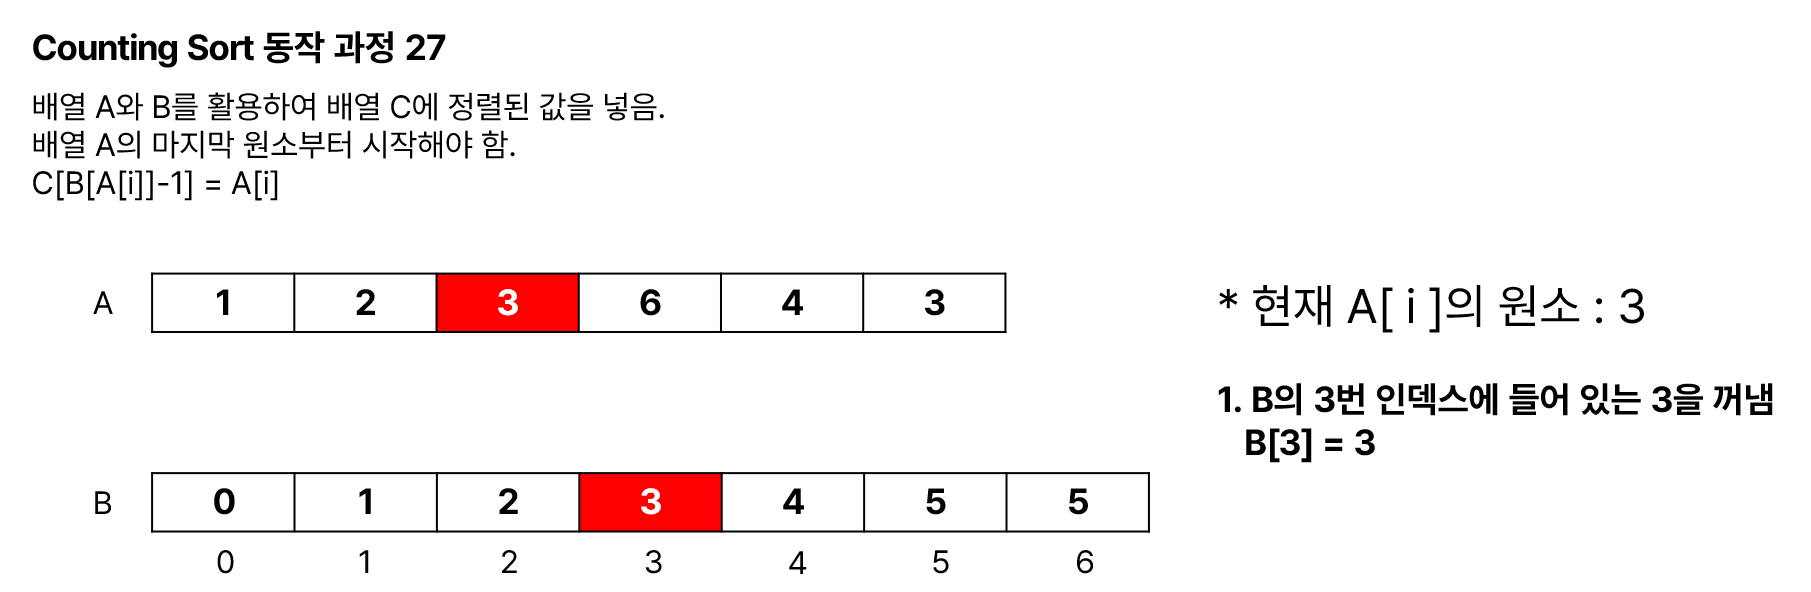 Counting Sort 동작 과정 27
배열 A와 B를 활용하여 배열 C에 정렬된 값을 넣음.
배열 A의 마지막 원소부터 시작해야 함.
C[B[A[i]]-1] = A[i]
A 1 2 3 6 4 3
* 현재 A[ i ]의 원소 : 3
1. B의 3번 인덱스에 들어 있는 3을 꺼냄
B[3] = 3
B 0 1 2 3 4 5 5
0 1 2 3 4 5 6